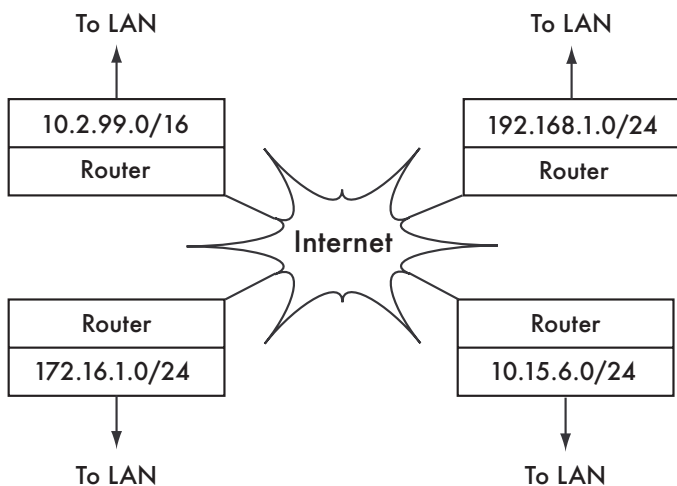 To LAN
To LAN
10.2.99.0/16
Router
192.168.1.0/24
Router
Internet
Router
172.16.1.0/24
Router
10.15.6.0/24
To LAN
To LAN